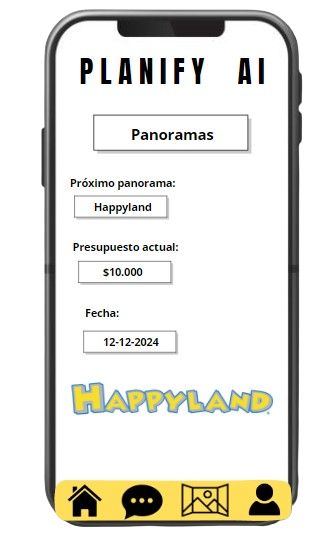 PLANIFY AI
Panoramas
Próximo panorama:
Happyland
Presupuesto actual:
$10.000
Fecha:
12-12-2024
HAPPYLAND